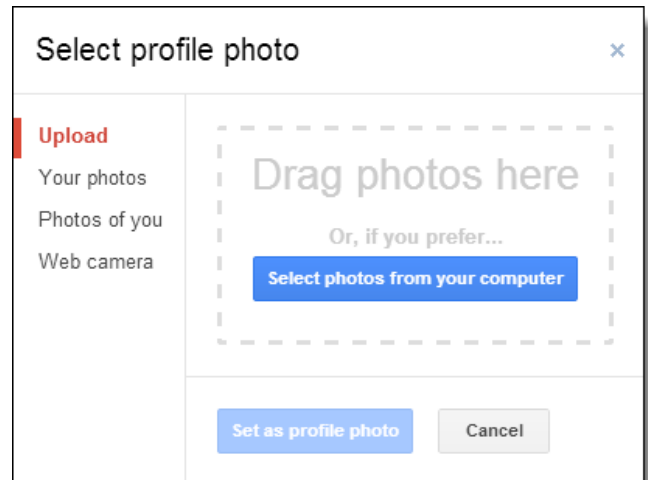 Select profile photo
×
Upload
Your photos
Photos of you
Web camera
Drag photos here
Or, if you prefer...
Select photos from your computer
Set as profile photo
Cancel